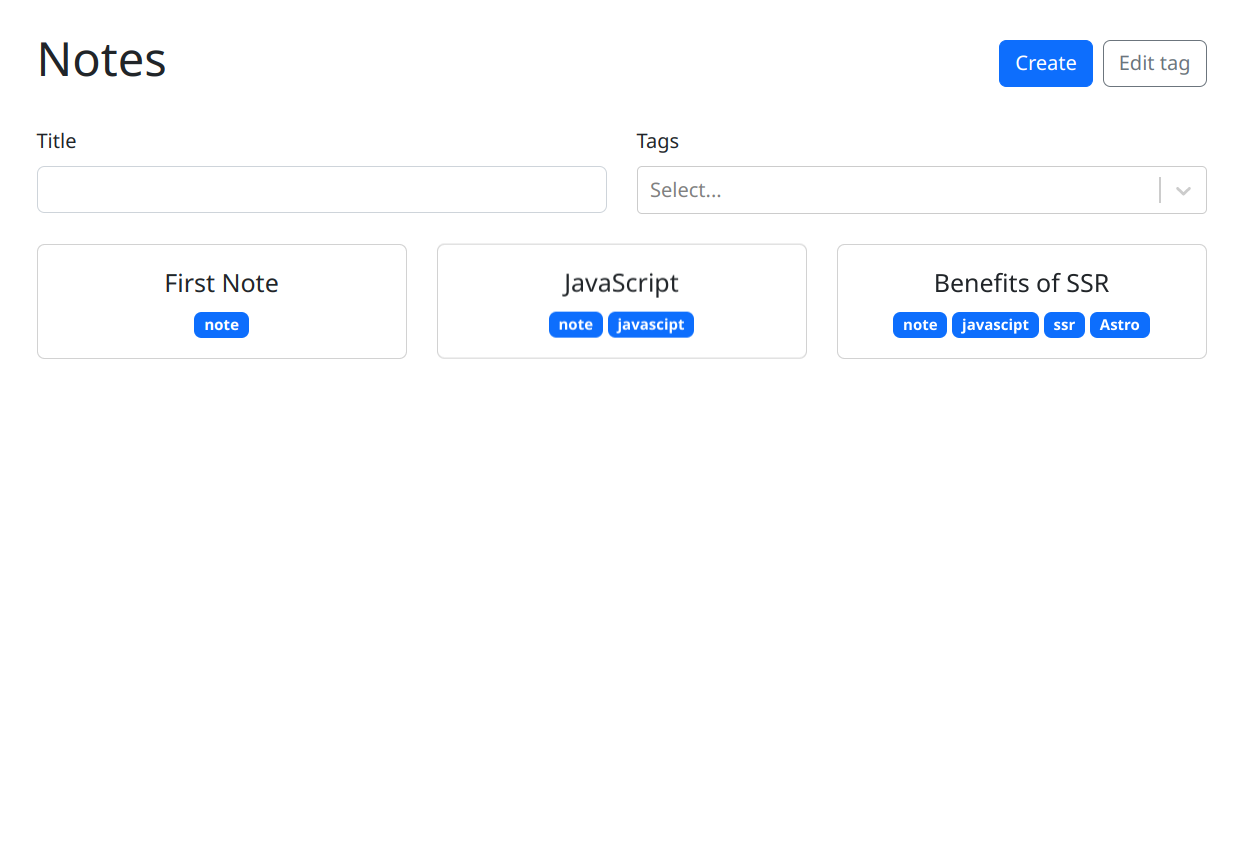 Notes
Create Edit tag
Title
Tags
Select...
First Note
note
JavaScript
note javascipt
Benefits of SSR
note javascipt ssr Astro